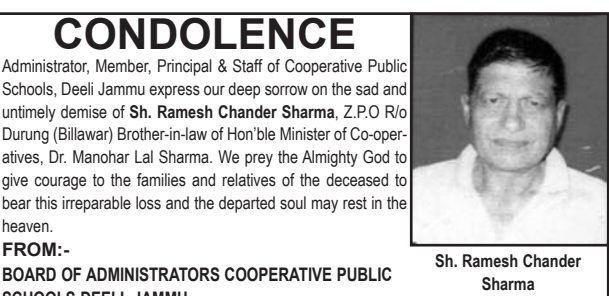 CONDOLENCE
Administrator, Member, Principal & Staff of Cooperative Public
Schools, Deeli Jammu express our deep sorrow on the sad and
untimely demise of Sh. Ramesh Chander Sharma, Z.P.O R/o
Durung (Billawar) Brother-in-law of Hon'ble Minister of Co-oper-
atives, Dr. Manohar Lal Sharma. We prey the Almighty God to
give courage to the families and relatives of the deceased to
bear this irreparable loss and the departed soul may rest in the
heaven.
FROM:-
BOARD OF ADMINISTRATORS COOPERATIVE PUBLIC
SCHOOLS DEELI, JAMMU
Sh. Ramesh Chander
Sharma